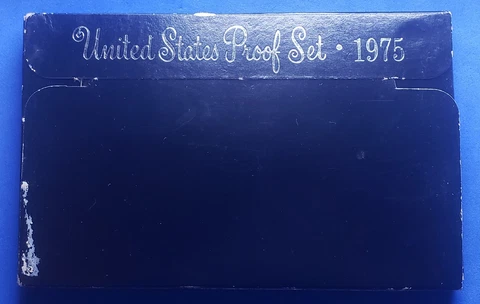 United States Proof Set · 1975